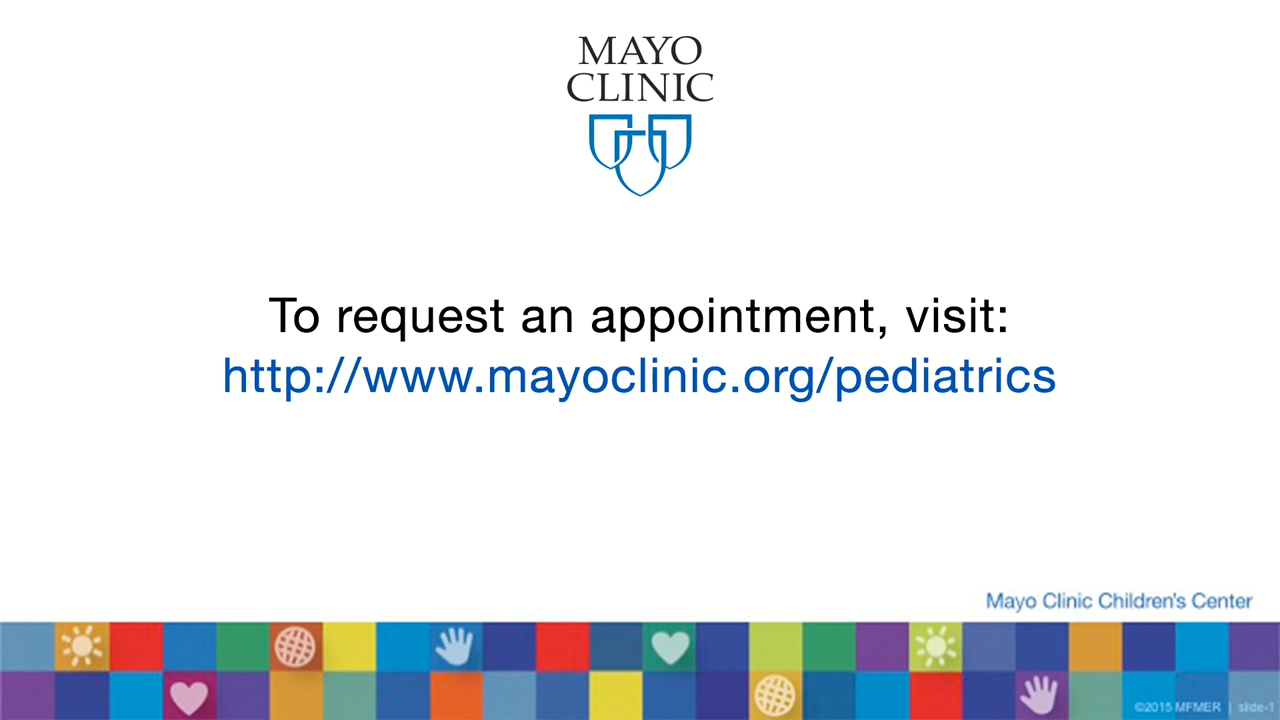 MAYO
CLINIC
To request an appointment, visit:
http://www.mayoclinic.org/pediatrics
Mayo Clinic Children's Center
©2015 MFMER | slide-1